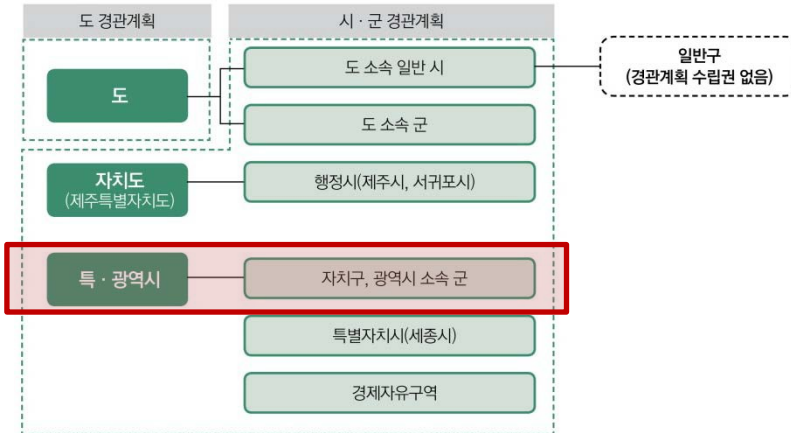 도 경관계획
시 · 군 경관계획
도
도 소속 일반 시
일반구
(경관계획 수립권 없음)
도 소속 군
자치도
(제주특별자치도)
행정시(제주시, 서귀포시)
특 · 광역시
자치구, 광역시 소속 군
특별자치시(세종시)
경제자유구역